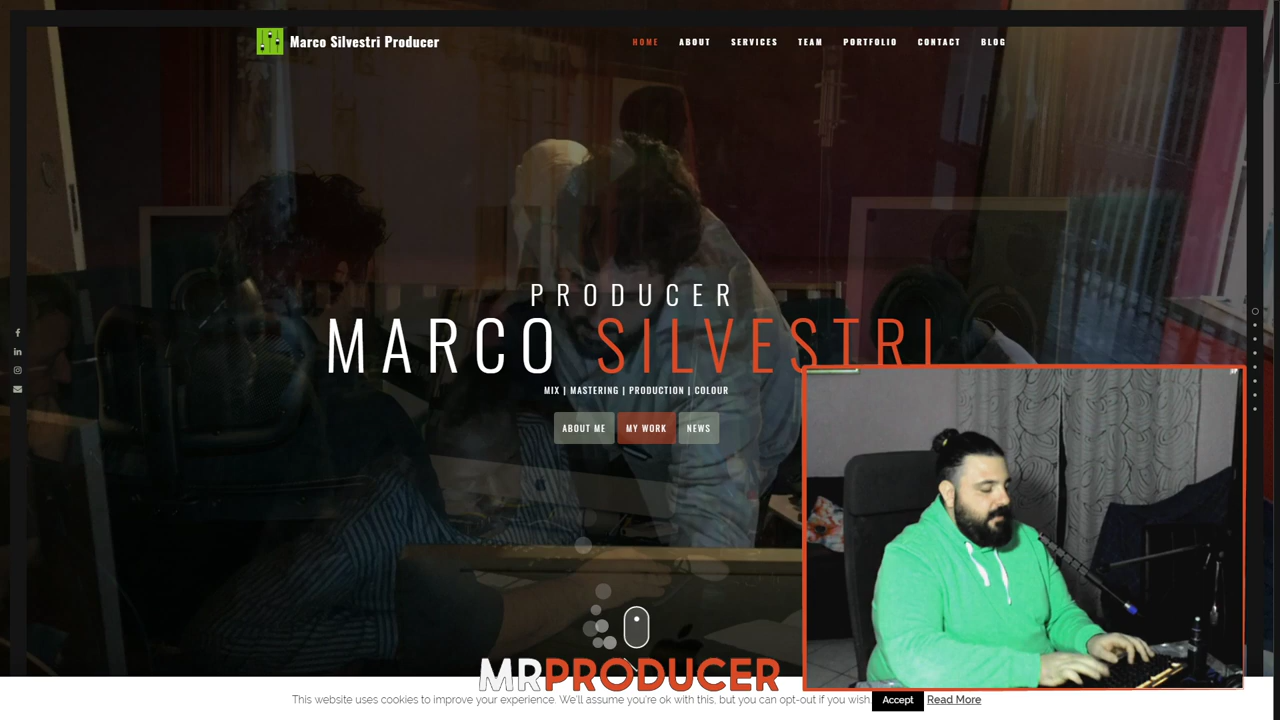 Marco Silvestri Producer
HOME ABOUT SERVICES TEAM PORTFOLIO CONTACT BLOG
PRODUCER
MARCO SILVESTRI
MIX | MASTERING | PRODUCTION | COLOUR
ABOUT ME MY WORK NEWS
MRPRODUCER
This website uses cookies to improve your experience. We'll assume you're ok with this, but you can opt-out if you wish. Accept Read More